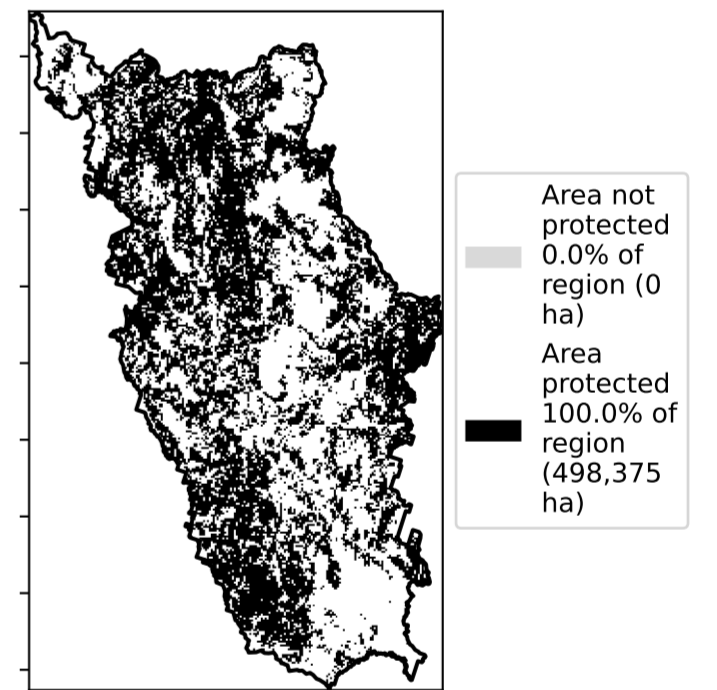 Area not
protected
0.0% of
region (0
ha)
Area
protected
100.0% of
region
(498,375
ha)